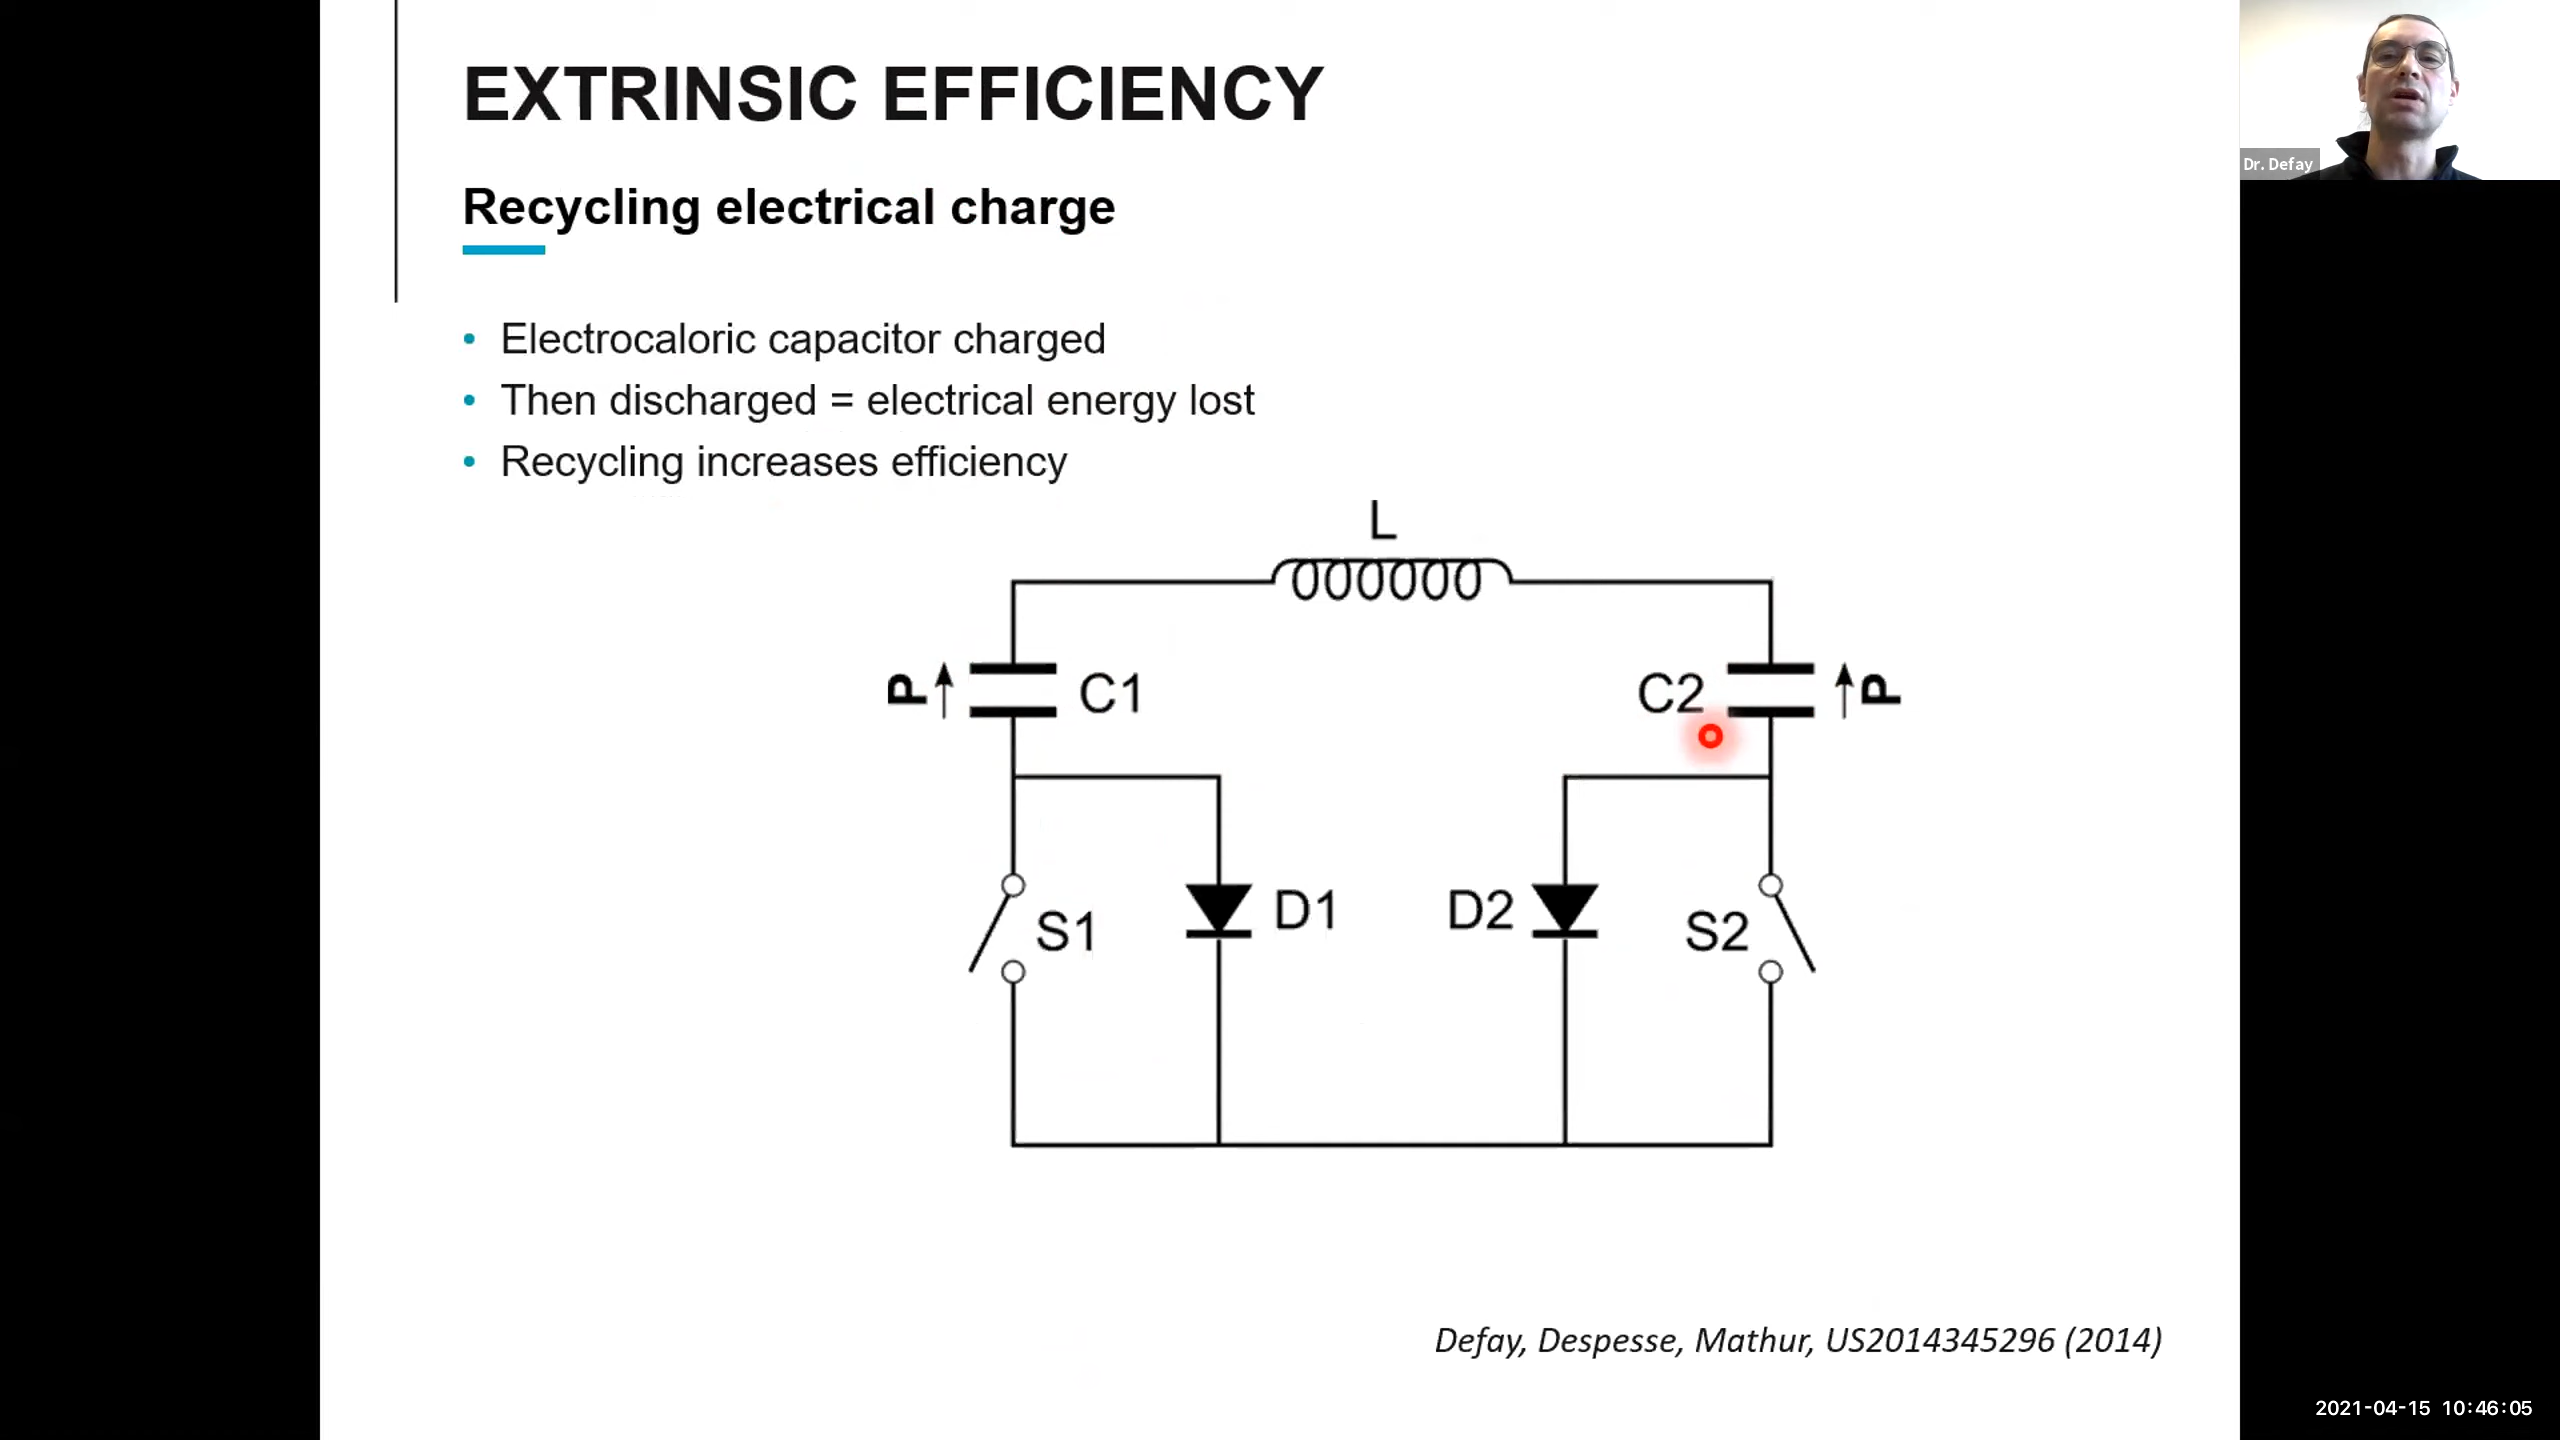 EXTRINSIC EFFICIENCY
Dr. Defay
Recycling electrical charge
• Electrocaloric capacitor charged
• Then discharged = electrical energy lost
• Recycling increases efficiency
L
P C1
C2 P
S1 D1 D2 S2
Defay, Despesse, Mathur, US2014345296 (2014)
2021-04-15 10:46:05